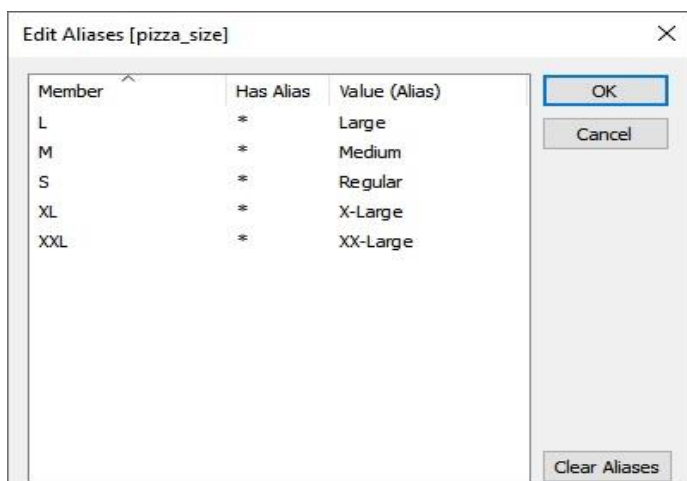 Edit Aliases [pizza_size]
Member Has Alias Value (Alias)
L * Large
M * Medium
S * Regular
XL * X-Large
XXL * XX-Large
OK
Cancel
Clear Aliases